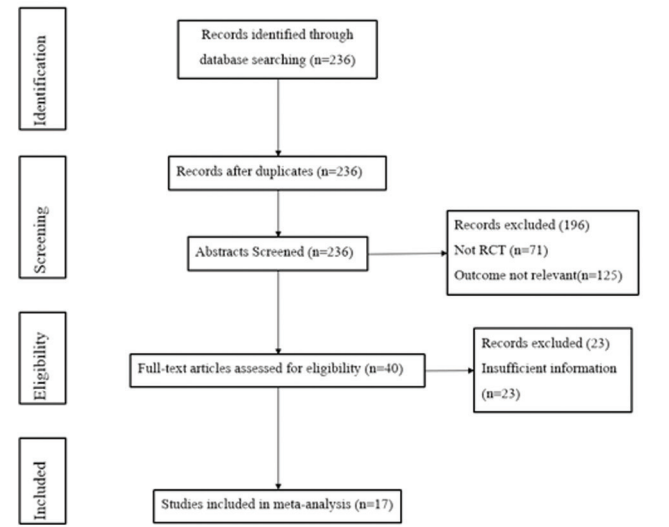 Identification
Records identified through
database searching (n=236)
Records after duplicates (n=236)
Screening
Abstracts Screened (n=236)
Records excluded (196)
Not RCT (n=71)
Outcome not relevant(n=125)
Eligibility
Full-text articles assessed for eligibility (n=40)
Records excluded (23)
Insufficient information
(n=23)
Included
Studies included in meta-analysis (n=17)